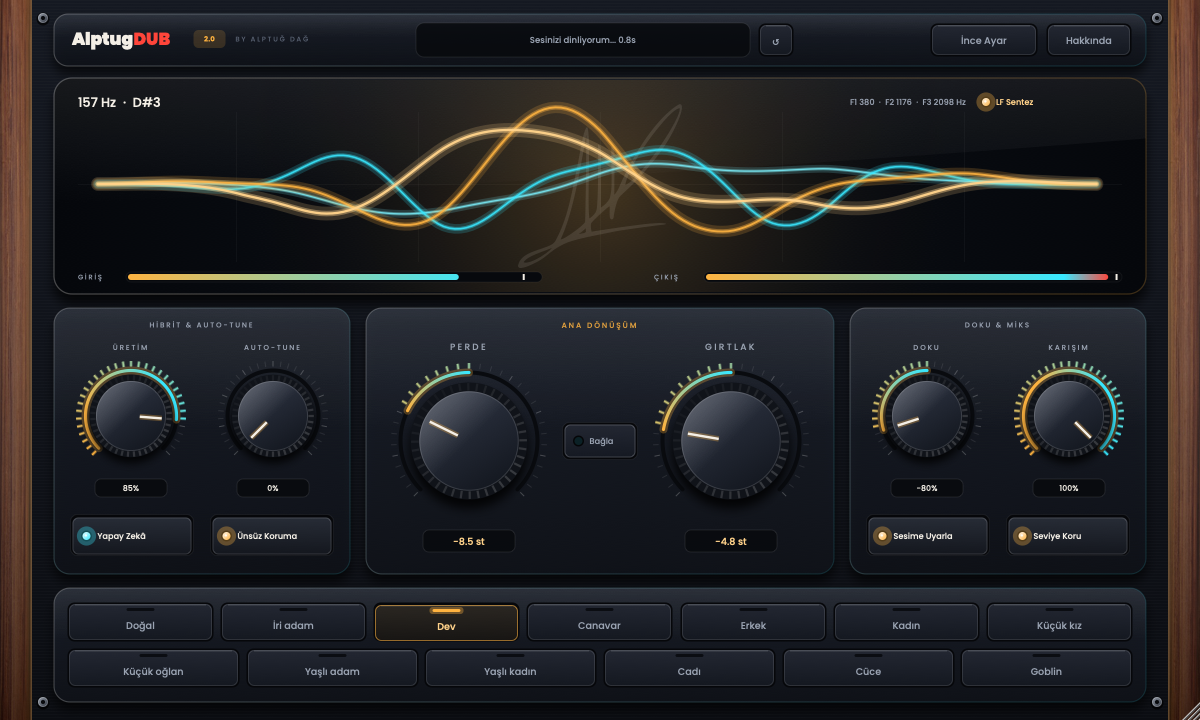 AlptugDUB
2.0
BY ALPTUĞ DAĞ
Sesinizi dinliyorum... 0.8s
↺
İnce Ayar
Hakkında
157 Hz · D#3
F1 380 · F2 1176 · F3 2098 Hz
LF Sentez
GİRİŞ
ÇIKIŞ
HİBRİT & AUTO-TUNE
ÜRETİM
AUTO-TUNE
85%
0%
Yapay Zekâ
Ünsüz Koruma
ANA DÖNÜŞÜM
PERDE
GIRTLAK
Bağla
-8.5 st
-4.8 st
DOKU & MİKS
DOKU
KARIŞIM
-80%
100%
Sesime Uyarla
Seviye Koru
Doğal
İri adam
Dev
Canavar
Erkek
Kadın
Küçük kız
Küçük oğlan
Yaşlı adam
Yaşlı kadın
Cadı
Cüce
Goblin